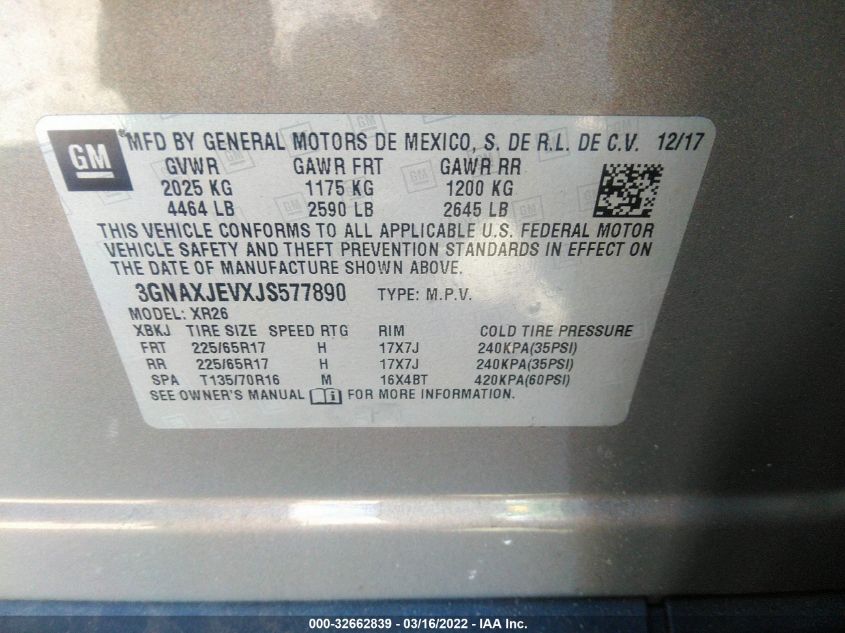 GM
®MFD BY GENERAL MOTORS DE MEXICO, S. DE R.L. DE C.V. 12/17
GVWR GAWR FRT GAWR RR
2025 KG 1175 KG 1200 KG
4464 LB 2590 LB 2645 LB
THIS VEHICLE CONFORMS TO ALL APPLICABLE U.S. FEDERAL MOTOR
VEHICLE SAFETY AND THEFT PREVENTION STANDARDS IN EFFECT ON
THE DATE OF MANUFACTURE SHOWN ABOVE.
3GNAXJEVXJS577890 TYPE: M.P.V.
MODEL: XR26
XBKJ TIRE SIZE SPEED RTG RIM COLD TIRE PRESSURE
FRT 225/65R17 H 17X7J 240KPA(35PSI)
RR 225/65R17 H 17X7J 240KPA(35PSI)
SPA T135/70R16 M 16X4BT 420KPA(60PSI)
SEE OWNER'S MANUAL FOR MORE INFORMATION.
000-32662839 - 03/16/2022 - IAA Inc.